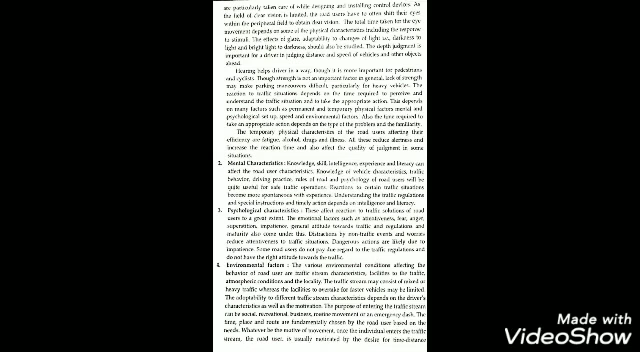 are particularly taken care of while designing and installing control devices. As
the field of clear vision is limited, the road users have to often shift their eyes
within the peripheral field to obtain clear vision. The total time taken for the eye
movement depends on some of the physical characteristics including the response
to stimuli. The effects of glare, adaptability to changes of light i.e., darkness to
light and bright light to darkness, should also be studied. The depth judgment is
important for a driver in judging distance and speed of vehicles and other objects
ahead.
Hearing helps driver in a way, though it is more important for pedestrians
and cyclists. Though strength is not an important factor in general, lack of strength
may make parking maneuvers difficult, particularly for heavy vehicles. The
reaction to traffic situations depends on the time required to perceive and
understand the traffic situation and to take the appropriate action. This depends
on many factors such as permanent and temporary physical factors mental and
psychological set up, speed and environmental factors. Also the time required to
take an appropriate action depends on the type of the problem and the familiarity.
The temporary physical characteristics of the road users affecting their
efficiency are fatigue, alcohol, drugs and illness. All these reduce alertness and
increase the reaction time and also affect the quality of judgment in some
situations.
2. Mental Characteristics : Knowledge, skill, intelligence, experience and literacy can
affect the road user characteristics. Knowledge of vehicle characteristics, traffic
behavior, driving practice, rules of road and psychology of road users will be
quite useful for safe traffic operations. Reactions to certain traffic situations
become more spontaneous with experience. Understanding the traffic regulations
and special instructions and timely action depends on intelligence and literacy.
3. Psychological characteristics : These affect reaction to traffic solutions of road
users to a great extent. The emotional factors such as attentiveness, fear, anger,
superstition, impatience, general attitude towards traffic and regulations and
maturity also come under this. Distractions by non-traffic events and worries
reduce attentiveness to traffic situations. Dangerous actions are likely due to
impatience. Some road users do not pay due regard to the traffic regulations and
do not have the right attitude towards the traffic.
4. Environmental Factors : The various environmental conditions affecting the
behavior of road user are traffic stream characteristics, facilities to the traffic,
atmospheric conditions and the locality. The traffic stream may consist of mixed or
heavy traffic whereas the facilities to overtake for faster vehicles may be limited.
The adoptability to different traffic stream characteristics depends on the driver's
characteristics as well as the motivation. The purpose of entering the traffic stream
can be social, recreational, business, routine movement or an emergency dash. The
time, place and route are fundamentally chosen by the road user based on the
needs. Whatever be the motive of movement, once the individual enters the traffic
stream, the road user, is usually motivated by the desire for time-distance
Made with
VideoShow